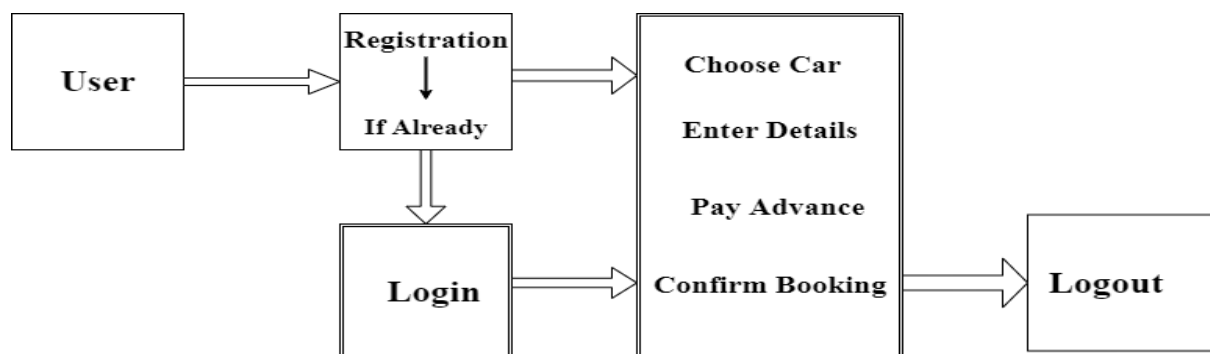 User
Registration
If Already
Login
Choose Car
Enter Details
Pay Advance
Confirm Booking
Logout